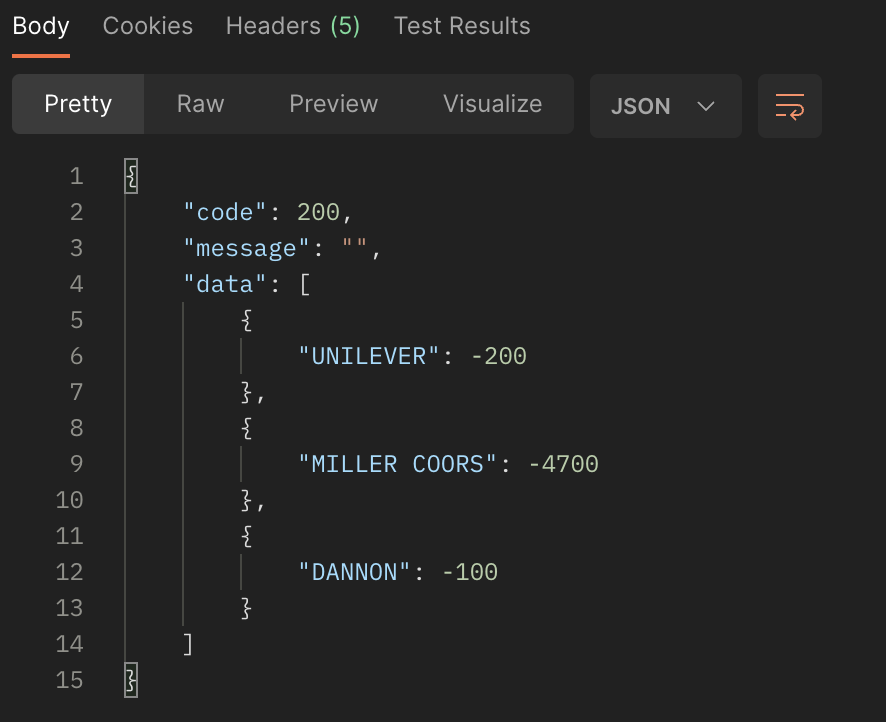 Body Cookies Headers (5) Test Results
Pretty Raw Preview Visualize JSON
1 {
2 "code": 200,
3 "message": "",
4 "data": [
5 {
6 "UNILEVER": -200
7 },
8 {
9 "MILLER COORS": -4700
10 },
11 {
12 "DANNON": -100
13 }
14 ]
15 }